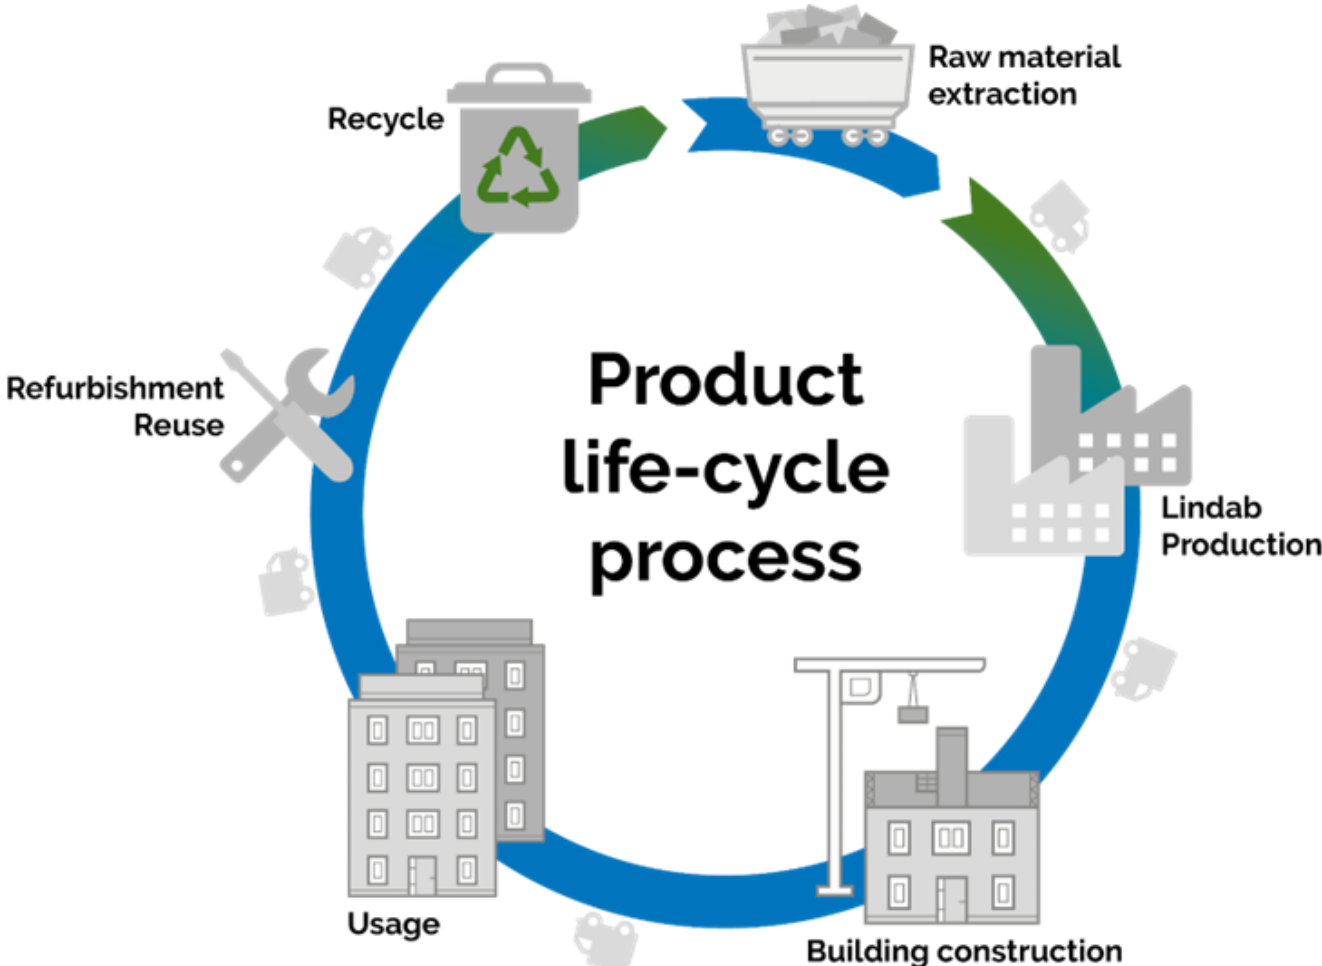 Raw material
extraction
Recycle
Product
life-cycle
process
Refurbishment
Reuse
Lindab
Production
Usage
Building construction